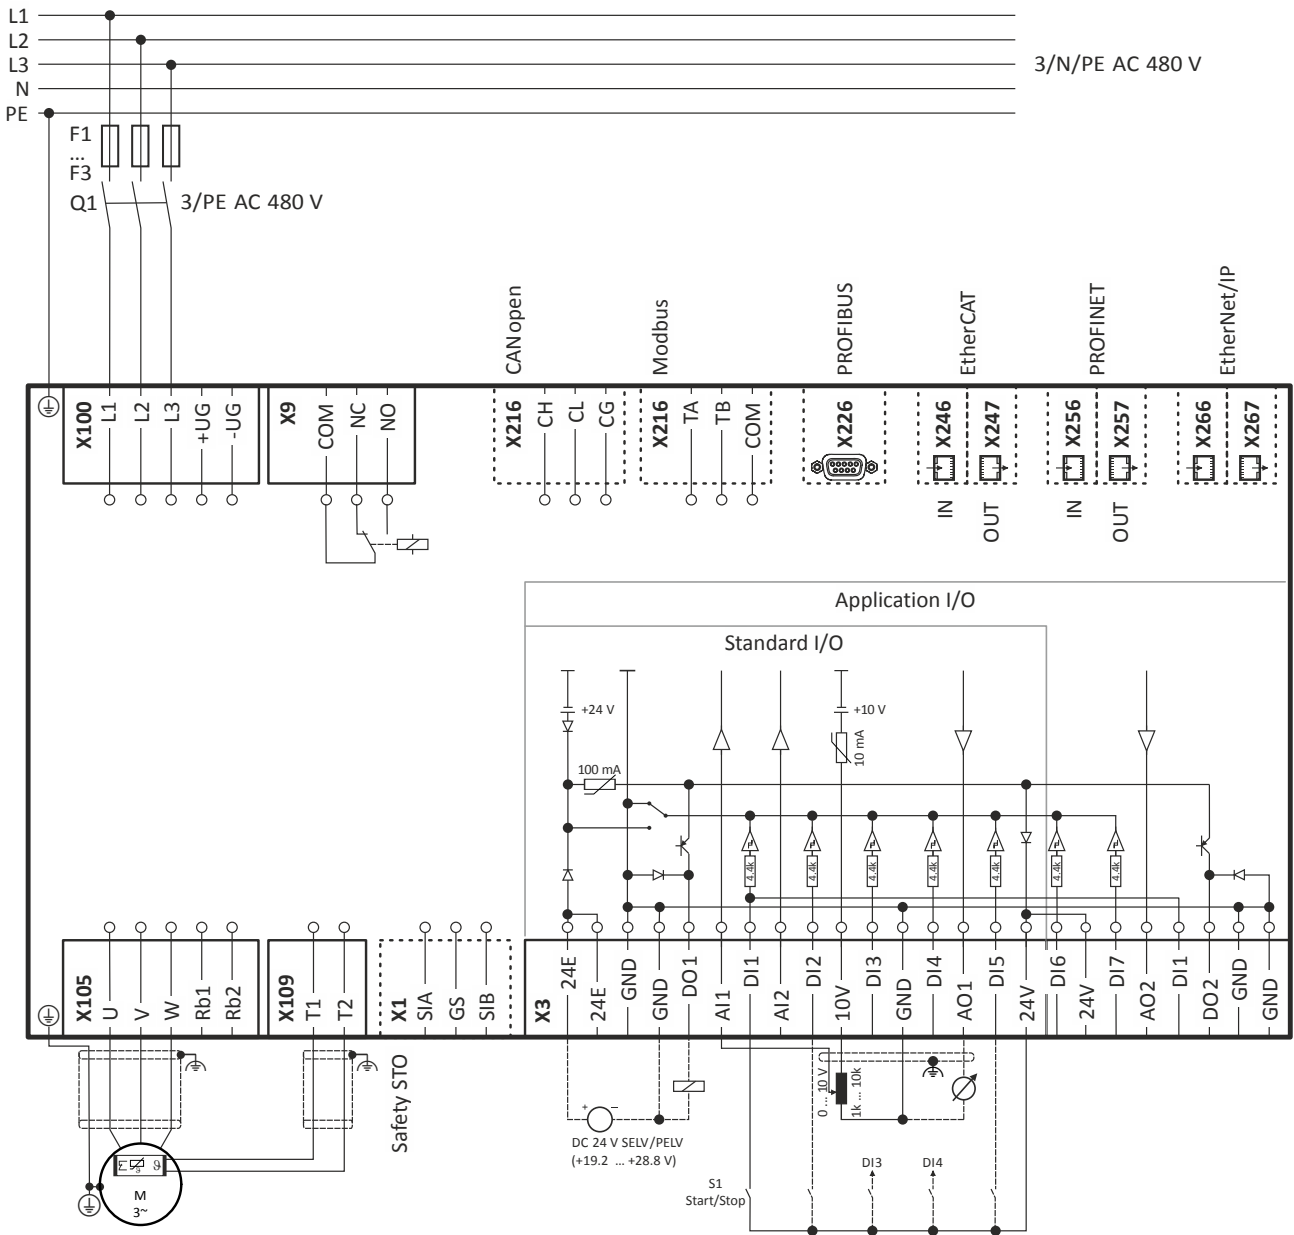 L1
L2
L3
N
PE
3/N/PE AC 480 V
F1
...
F3
Q1
3/PE AC 480 V
CANopen
Modbus
PROFIBUS
EtherCAT
PROFINET
EtherNet/IP
X100
L1
L2
L3
+UG
-UG
X9
COM
NC
NO
X216
CH
CL
CG
X216
TA
TB
COM
X226
X246
X247
X256
X257
X266
X267
IN
OUT
IN
OUT
Application I/O
Standard I/O
+24 V
+10 V
10 mA
100 mA
4.4k
4.4k
4.4k
4.4k
4.4k
4.4k
4.4k
X105
U
V
W
Rb1
Rb2
X109
T1
T2
X1
SIA
GS
SIB
X3
24E
24E
GND
GND
DO1
AI1
DI1
AI2
DI2
10V
DI3
GND
DI4
AO1
DI5
24V
DI6
24V
DI7
AO2
DI1
DO2
GND
GND
Safety STO
+
–
DC 24 V SELV/PELV
(+19.2 ... +28.8 V)
0 ... 10 V
1k ... 10k
S1
Start/Stop
DI3
DI4
ϑ
M
3~